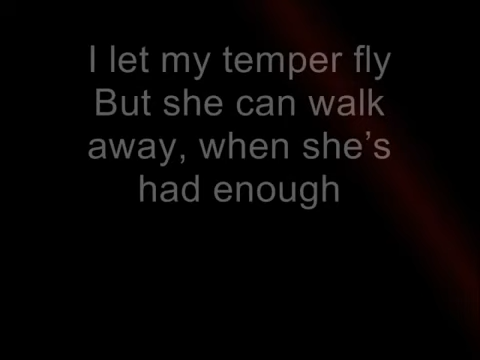 I let my temper fly
But she can walk
away, when she’s
had enough